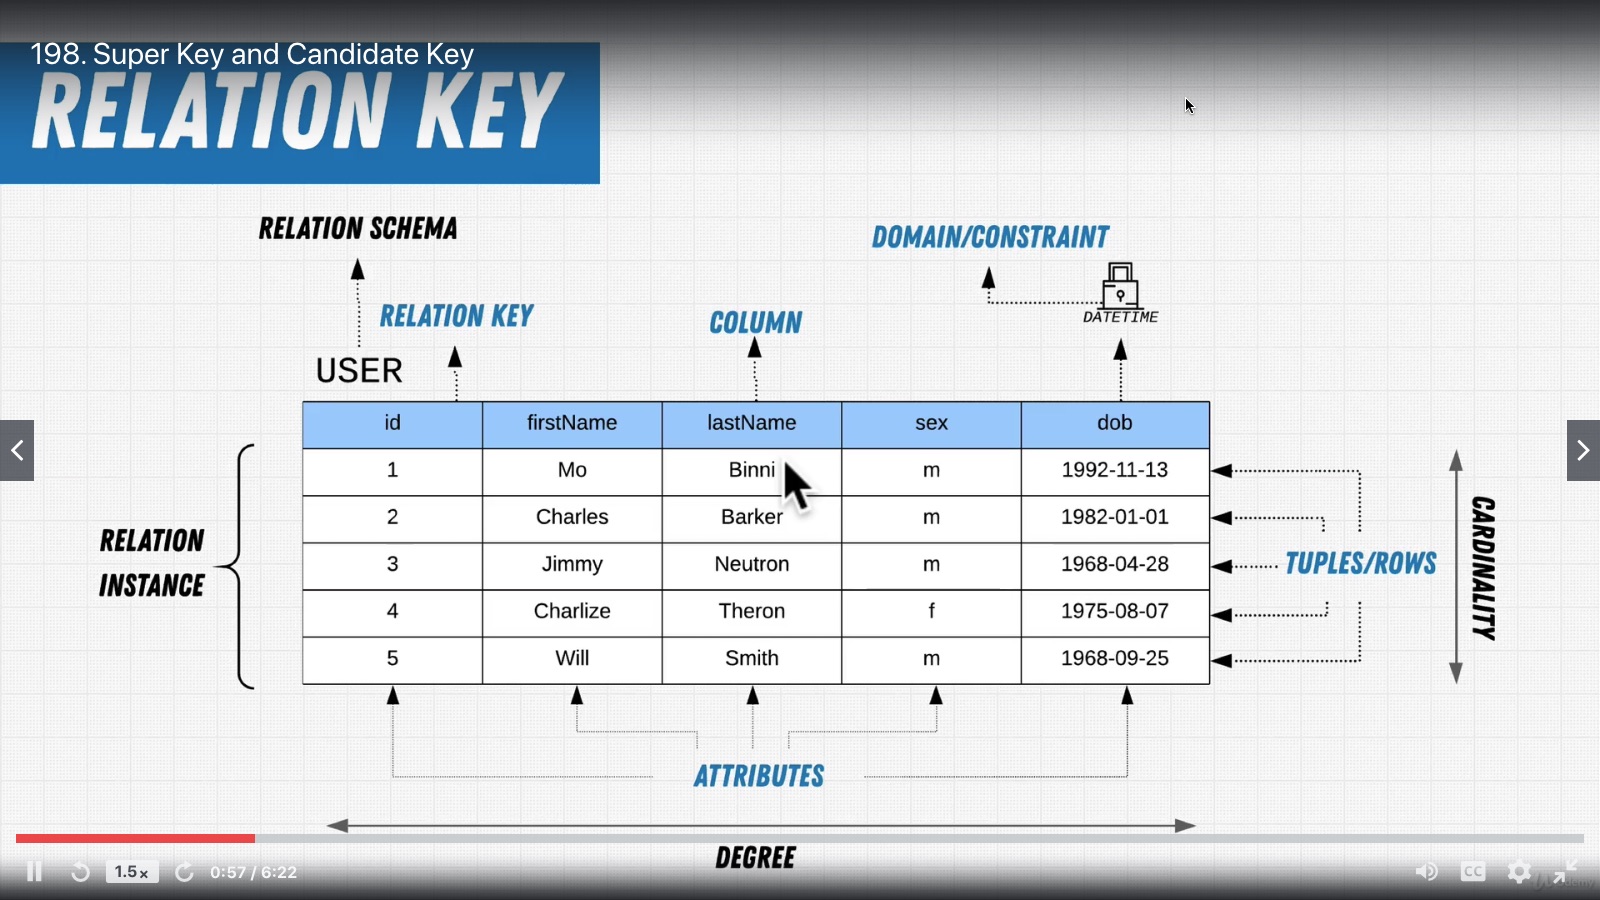 198. Super Key and Candidate Key
RELATION KEY
RELATION SCHEMA
DOMAIN/CONSTRAINT
RELATION KEY
COLUMN
DATETIME
USER
id firstName lastName sex dob
1 Mo Binni m 1992-11-13
2 Charles Barker m 1982-01-01
3 Jimmy Neutron m 1968-04-28
4 Charlize Theron f 1975-08-07
5 Will Smith m 1968-09-25
RELATION
INSTANCE
TUPLES/ROWS
CARDINALITY
ATTRIBUTES
DEGREE
1.5x
0:57 / 6:22
CC